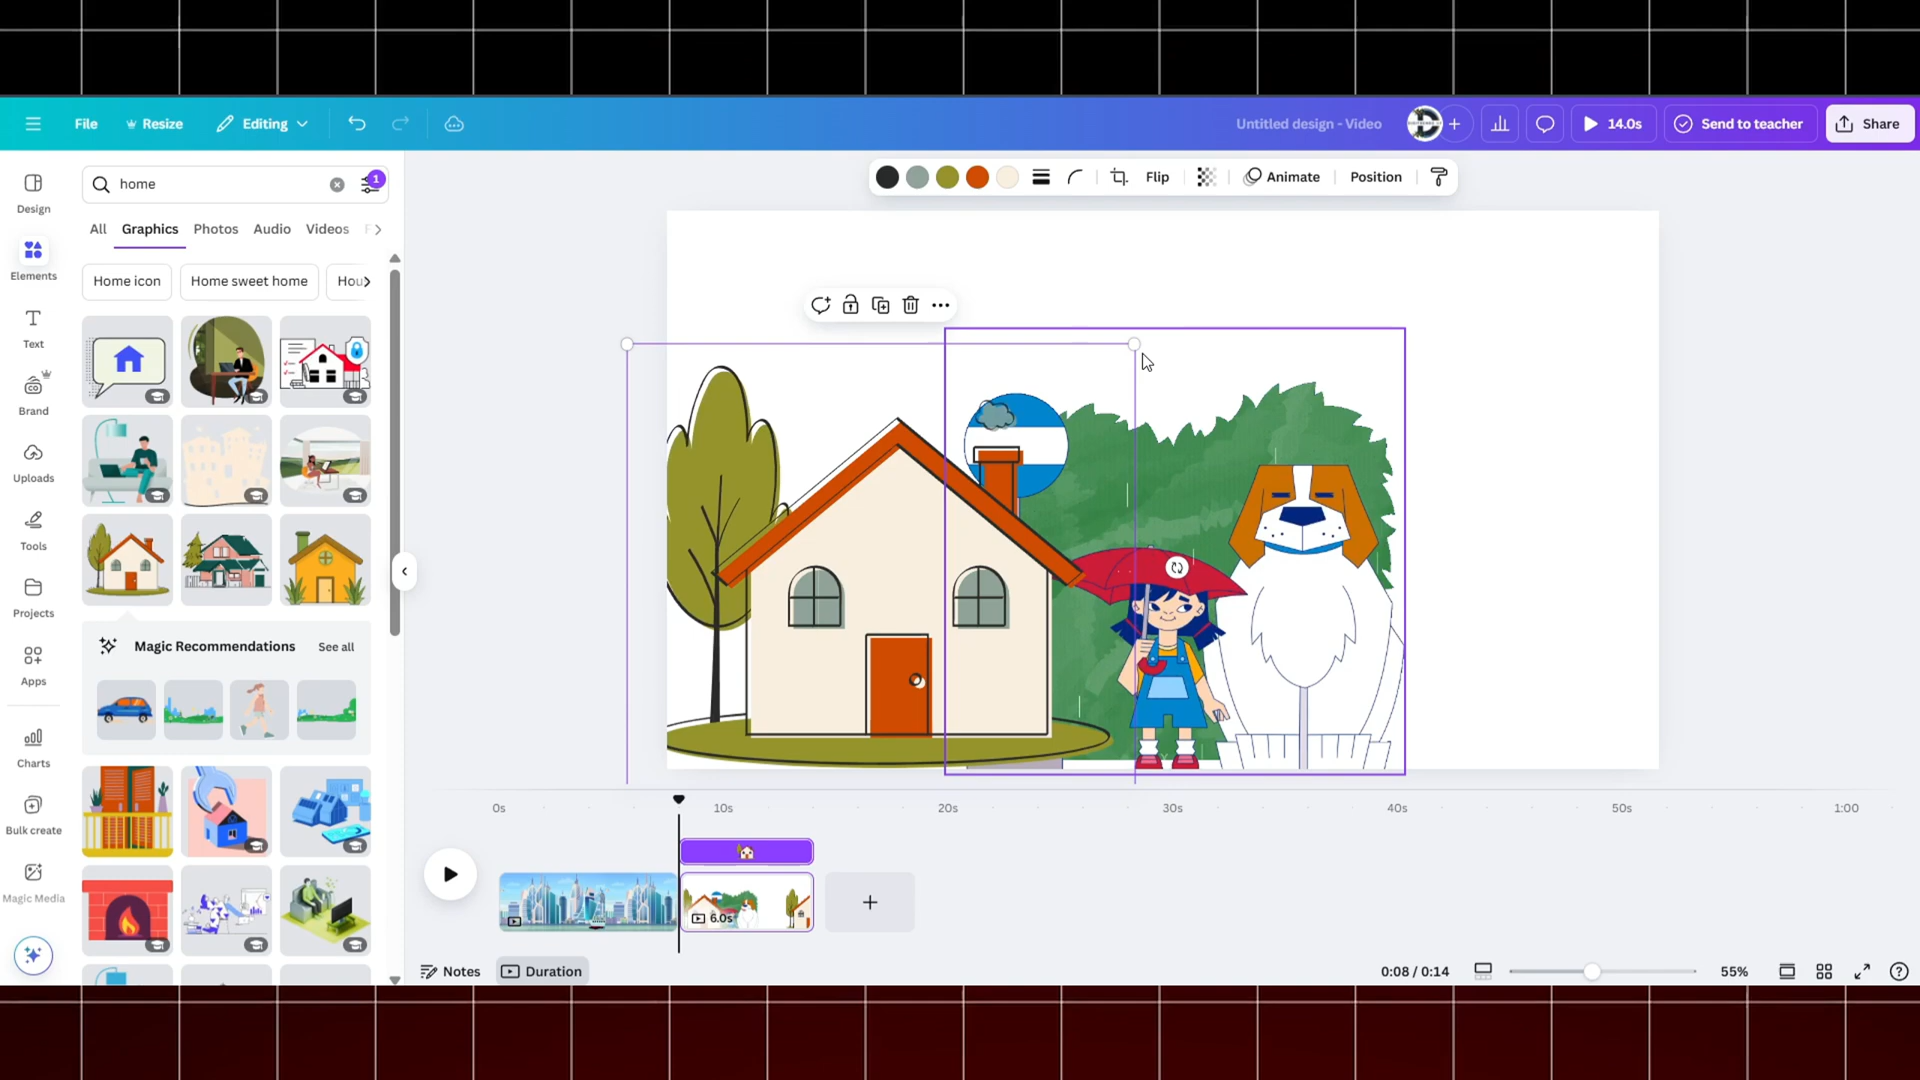 File
Resize
Editing
Untitled design - Video
14.0s
Send to teacher
Share
home
1
Flip
Animate
Position
Design
Elements
Text
Brand
Uploads
Tools
Projects
Apps
Charts
Bulk create
Magic Media
All
Graphics
Photos
Audio
Videos
Home icon
Home sweet home
Hou
Magic Recommendations
See all
0s
10s
20s
30s
40s
50s
1:00
6.0s
Notes
Duration
0:08 / 0:14
55%